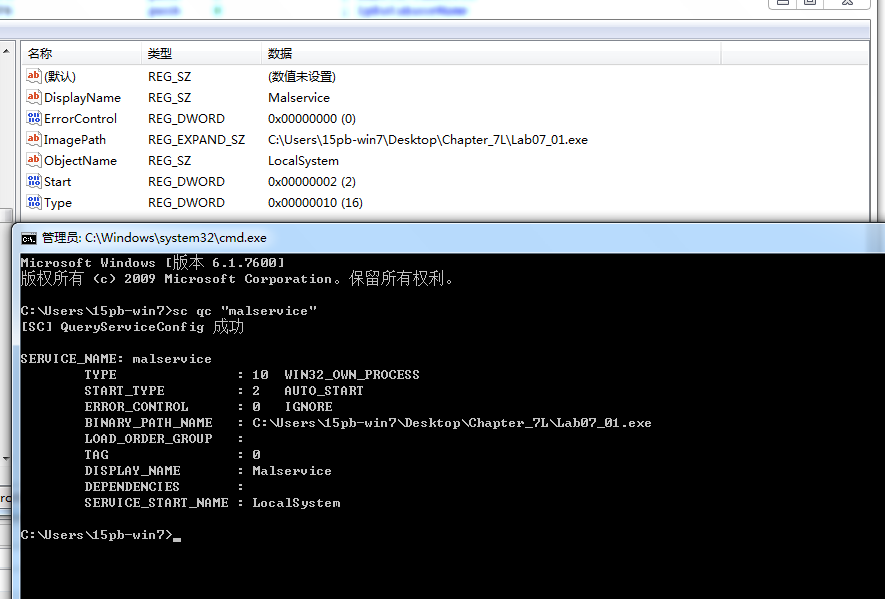 名称 类型 数据
(默认) REG_SZ (数值未设置)
DisplayName REG_SZ Malservice
ErrorControl REG_DWORD 0x00000000 (0)
ImagePath REG_EXPAND_SZ C:\Users\15pb-win7\Desktop\Chapter_7L\Lab07_01.exe
ObjectName REG_SZ LocalSystem
Start REG_DWORD 0x00000002 (2)
Type REG_DWORD 0x00000010 (16)
管理员: C:\Windows\system32\cmd.exe
Microsoft Windows [版本 6.1.7600]
版权所有 (c) 2009 Microsoft Corporation。保留所有权利。
C:\Users\15pb-win7>sc qc "malservice"
[SC] QueryServiceConfig 成功
SERVICE_NAME: malservice
TYPE : 10 WIN32_OWN_PROCESS
START_TYPE : 2 AUTO_START
ERROR_CONTROL : 0 IGNORE
BINARY_PATH_NAME : C:\Users\15pb-win7\Desktop\Chapter_7L\Lab07_01.exe
LOAD_ORDER_GROUP :
TAG : 0
DISPLAY_NAME : Malservice
DEPENDENCIES :
SERVICE_START_NAME : LocalSystem
C:\Users\15pb-win7>